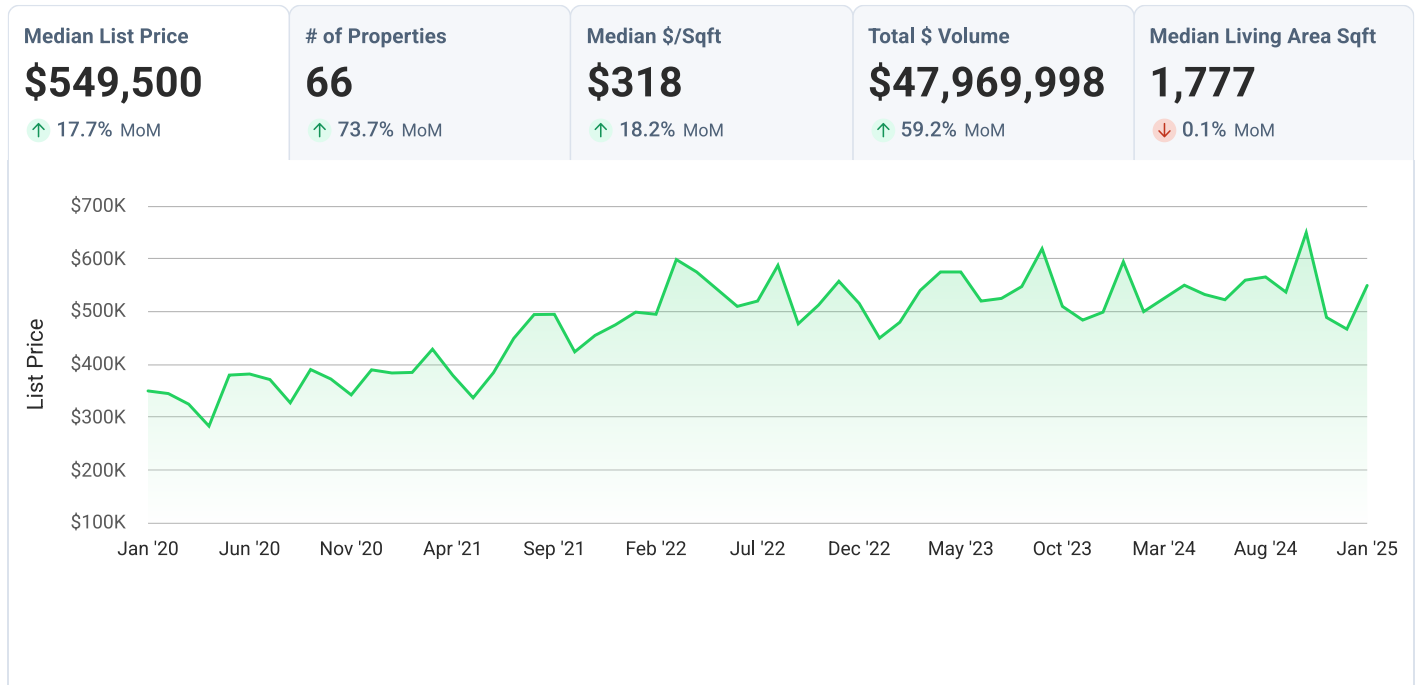 Median List Price
$549,500
↑ 17.7% MoM
# of Properties
66
↑ 73.7% MoM
Median $/Sqft
$318
↑ 18.2% MoM
Total $ Volume
$47,969,998
↑ 59.2% MoM
Median Living Area Sqft
1,777
↓ 0.1% MoM
List Price
$700K
$600K
$500K
$400K
$300K
$200K
$100K
Jan '20 Jun '20 Nov '20 Apr '21 Sep '21 Feb '22 Jul '22 Dec '22 May '23 Oct '23 Mar '24 Aug '24 Jan '25